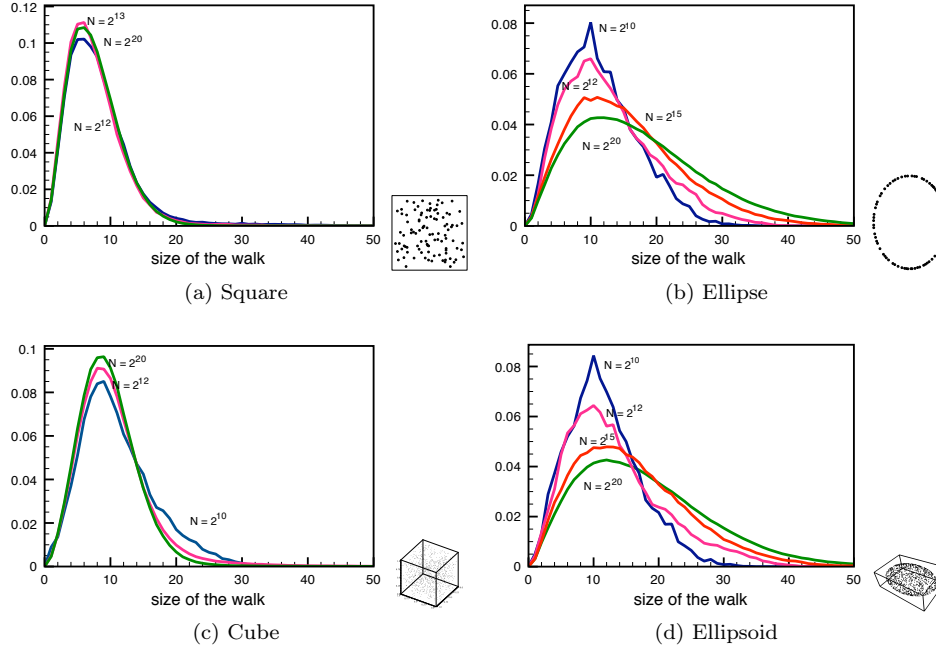 0.12
0.1
0.08
0.06
0.04
0.02
0
N = 2^13
N = 2^20
N = 2^12
0 10 20 30 40 50
size of the walk
(a) Square
0.08
0.06
0.04
0.02
0
N = 2^10
N = 2^12
N = 2^15
N = 2^20
0 10 20 30 40 50
size of the walk
(b) Ellipse
0.1
0.08
0.06
0.04
0.02
0
N = 2^20
N = 2^12
N = 2^10
0 10 20 30 40 50
size of the walk
(c) Cube
0.08
0.06
0.04
0.02
0
N = 2^10
N = 2^12
N = 2^15
N = 2^20
0 10 20 30 40 50
size of the walk
(d) Ellipsoid